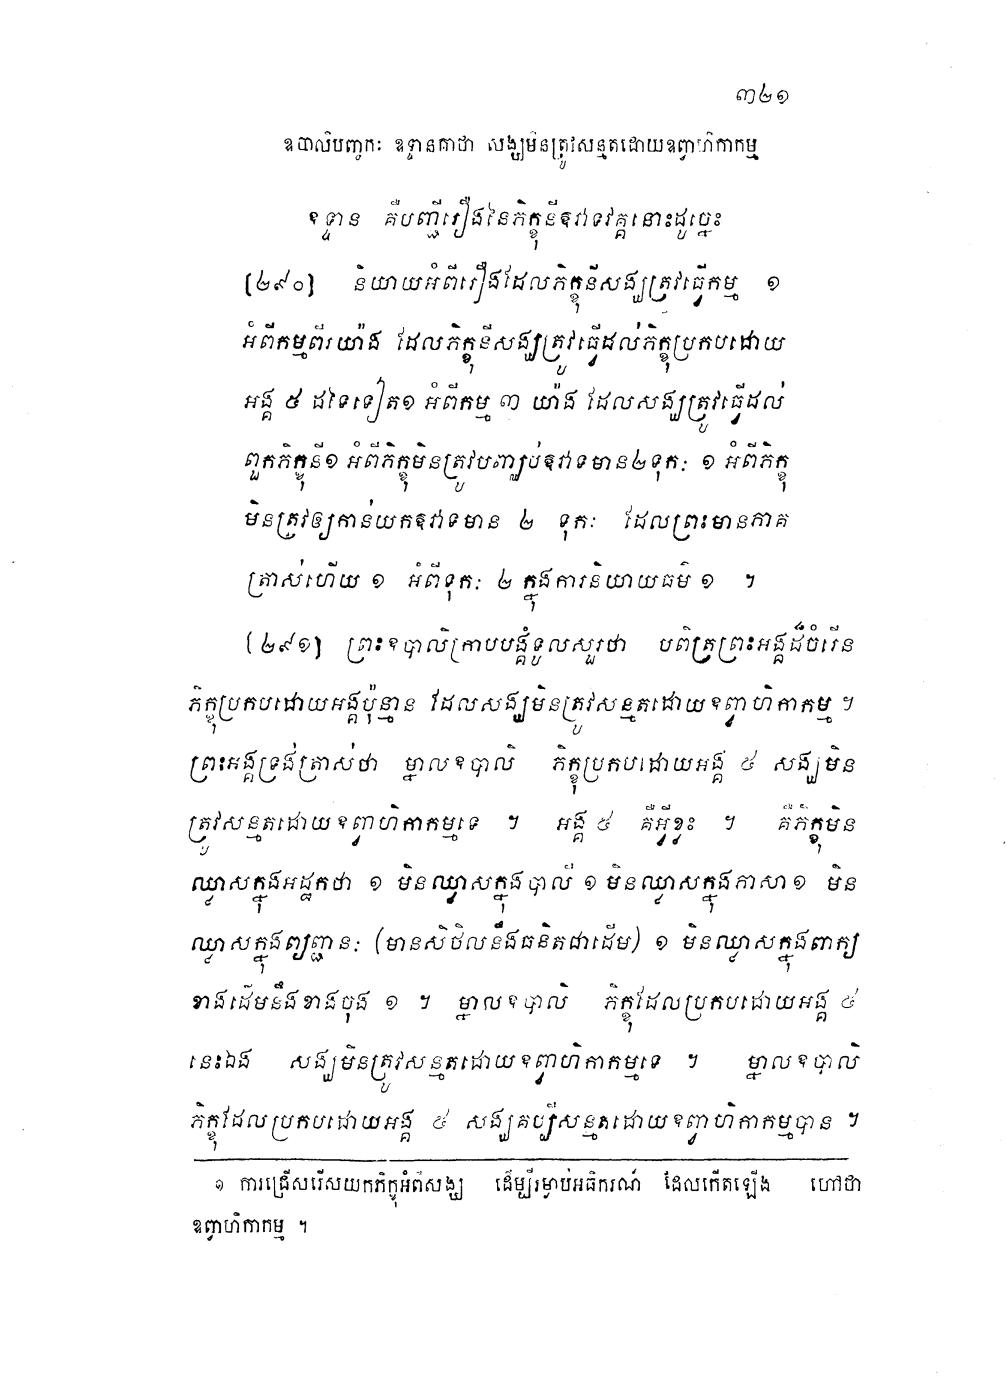 ៣២១
ឧបាលិបញ្ចកៈ ឧទ្ទានគាថា សង្ឃមិនត្រូវសន្មតដោយឧញ្ចាហិកាកម្ម
ឧទ្ទាន គឺបញ្ជីរឿងនៃភិក្ខុនីឱវាទវគ្គនោះដូច្នេះ
[២៩០] និយាយអំពីរឿងដែលភិក្ខុនីសង្ឃត្រូវធ្វើកម្ម ១
អំពីកម្មពីរយ៉ាង ដែលភិក្ខុនីសង្ឃត្រូវធ្វើដល់ភិក្ខុប្រកបដោយ
អង្គ ៥ ដទៃទៀត១ អំពីកម្ម ៣ យ៉ាង ដែលសង្ឃត្រូវធ្វើដល់
ពួកភិក្ខុនី១ អំពីភិក្ខុមិនត្រូវបញ្ឈប់ឱវាទមាន២ទុកៈ ១ អំពីភិក្ខុ
មិនត្រូវឲ្យកាន់យកឱវាទមាន ២ ទុកៈ ដែលព្រះមានភាគ
ត្រាស់ហើយ ១ អំពីទុកៈ ២ ក្នុងការនិយាយធម៌ ១ ។
[២៩១] ព្រះឧបាលិក្រាបបង្គំទូលសួរថា បពិត្រព្រះអង្គដ៏ចំរើន
ភិក្ខុប្រកបដោយអង្គប៉ុន្មាន ដែលសង្ឃមិនត្រូវសន្មតដោយឧញ្ចាហិកាកម្ម ។
ព្រះអង្គទ្រង់ត្រាស់ថា ម្នាលឧបាលិ ភិក្ខុប្រកបដោយអង្គ ៥ សង្ឃមិន
ត្រូវសន្មតដោយឧញ្ចាហិកាកម្មទេ ។ អង្គ ៥ គឺអ្វីខ្លះ ។ គឺភិក្ខុមិន
ឈ្លាសក្នុងអដ្ឋកថា ១ មិនឈ្លាសក្នុងបាលី ១ មិនឈ្លាសក្នុងភាសា១ មិន
ឈ្លាសក្នុងព្យញ្ជនៈ (មានសិថិលនឹងធនិតជាដើម) ១ មិនឈ្លាសក្នុងពាក្យ
ខាងដើមនឹងខាងចុង ១ ។ ម្នាលឧបាលិ ភិក្ខុដែលប្រកបដោយអង្គ ៥
នេះឯង សង្ឃមិនត្រូវសន្មតដោយឧញ្ចាហិកាកម្មទេ ។ ម្នាលឧបាលិ
ភិក្ខុដែលប្រកបដោយអង្គ ៥ សង្ឃគប្បីសន្មតដោយឧញ្ចាហិកាកម្មបាន ។
១ ការជ្រើសរើសយកភិក្ខុអំពីសង្ឃ ដើម្បីរម្ងាប់អធិករណ៍ ដែលកើតឡើង ហៅថា
ឧញ្ចាហិកាកម្ម ។